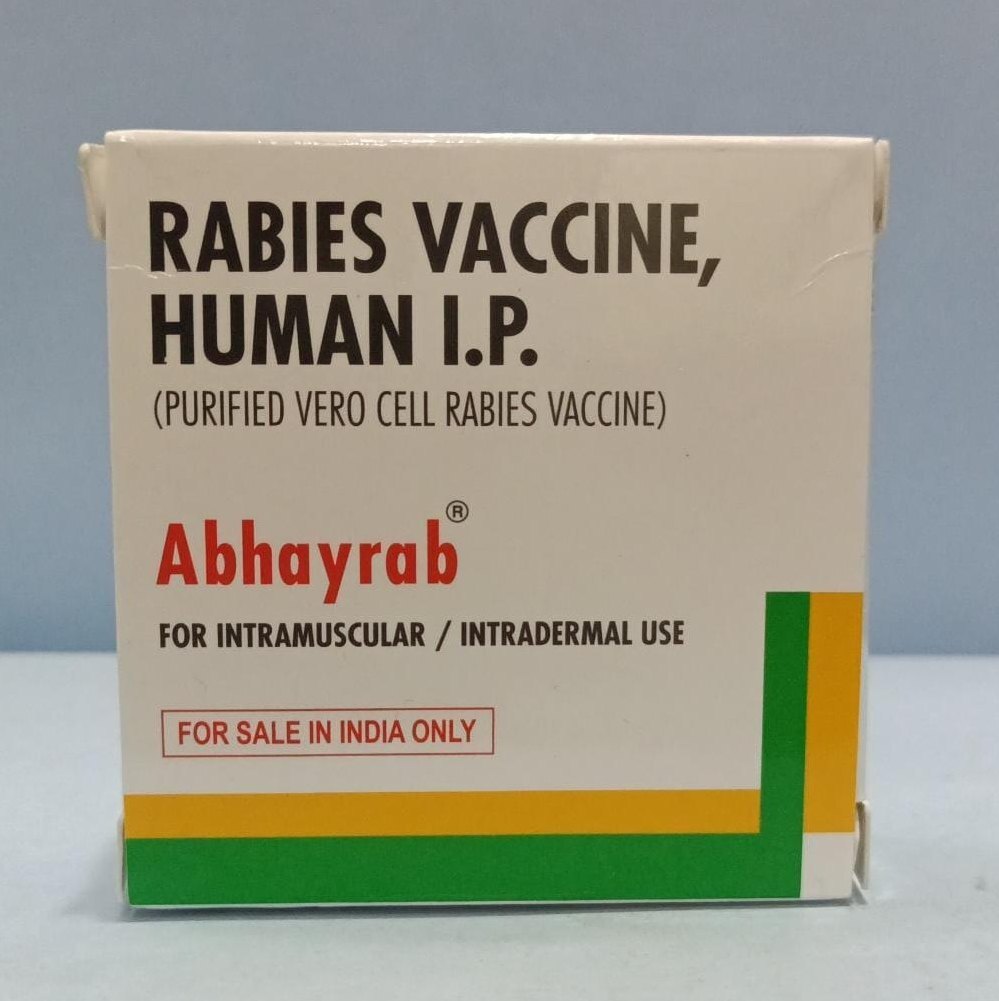 RABIES VACCINE,
HUMAN I.P.
(PURIFIED VERO CELL RABIES VACCINE)
Abhayrab®
FOR INTRAMUSCULAR / INTRADERMAL USE
FOR SALE IN INDIA ONLY